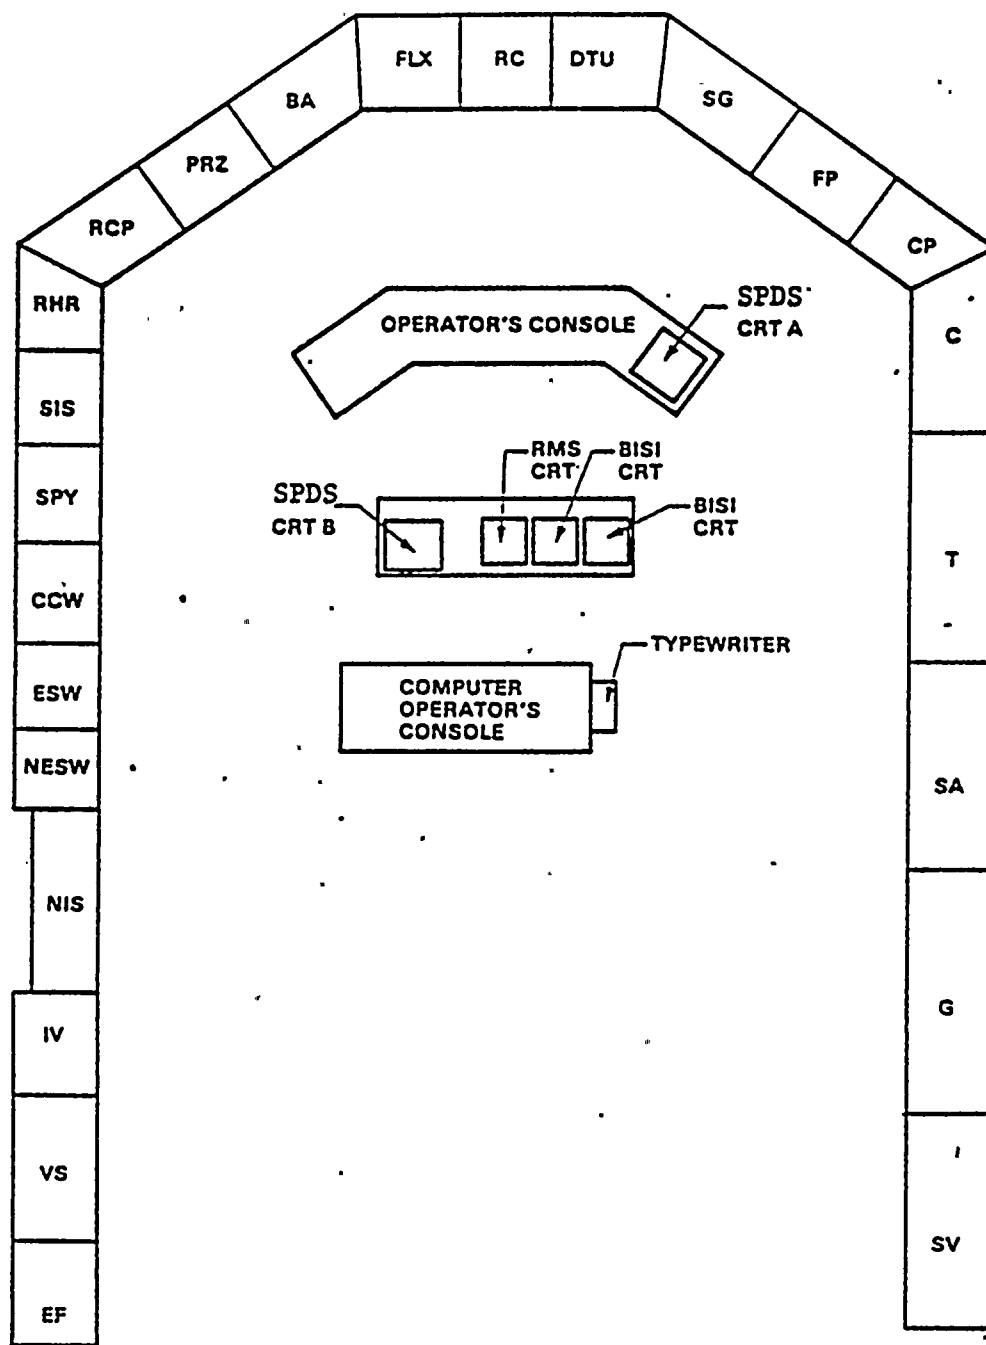 FLX
RC
DTU
BA
SG
PRZ
FP
RCP
CP
RHR
SPDS
CRT A
OPERATOR'S CONSOLE
C
SIS
RMS
CRT
BISI
CRT
SPY
SPDS
CRT B
BISI
CRT
T
CCW
TYPEWRITER
ESW
COMPUTER
OPERATOR'S
CONSOLE
NESW
SA
NIS
G
IV
VS
SV
EF